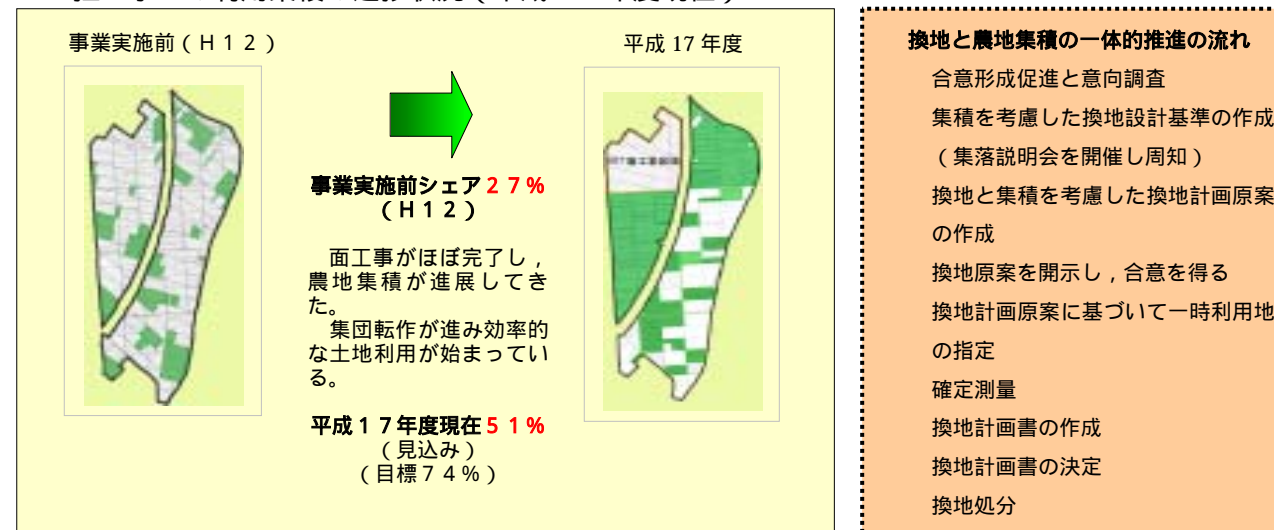 事業実施前（Ｈ１２）
平成 17 年度
事業実施前シェア２７％
（Ｈ１２）
面工事がほぼ完了し，
農地集積が進展してき
た。
集団転作が進み効率的
な土地利用が始まってい
る。
平成１７年度現在５１％
（見込み）
（目標７４％）
換地と農地集積の一体的推進の流れ
合意形成促進と意向調査
集積を考慮した換地設計基準の作成
（集落説明会を開催し周知）
換地と集積を考慮した換地計画原案
の作成
換地原案を開示し，合意を得る
換地計画原案に基づいて一時利用地
の指定
確定測量
換地計画書の作成
換地計画書の決定
換地処分